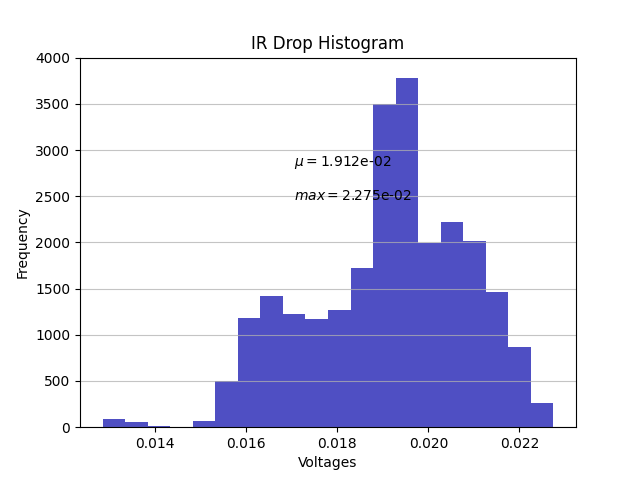 IR Drop Histogram
4000
3500
3000
2500
2000
1500
1000
500
0
Frequency
μ = 1.912e-02
max = 2.275e-02
0.014 0.016 0.018 0.020 0.022
Voltages